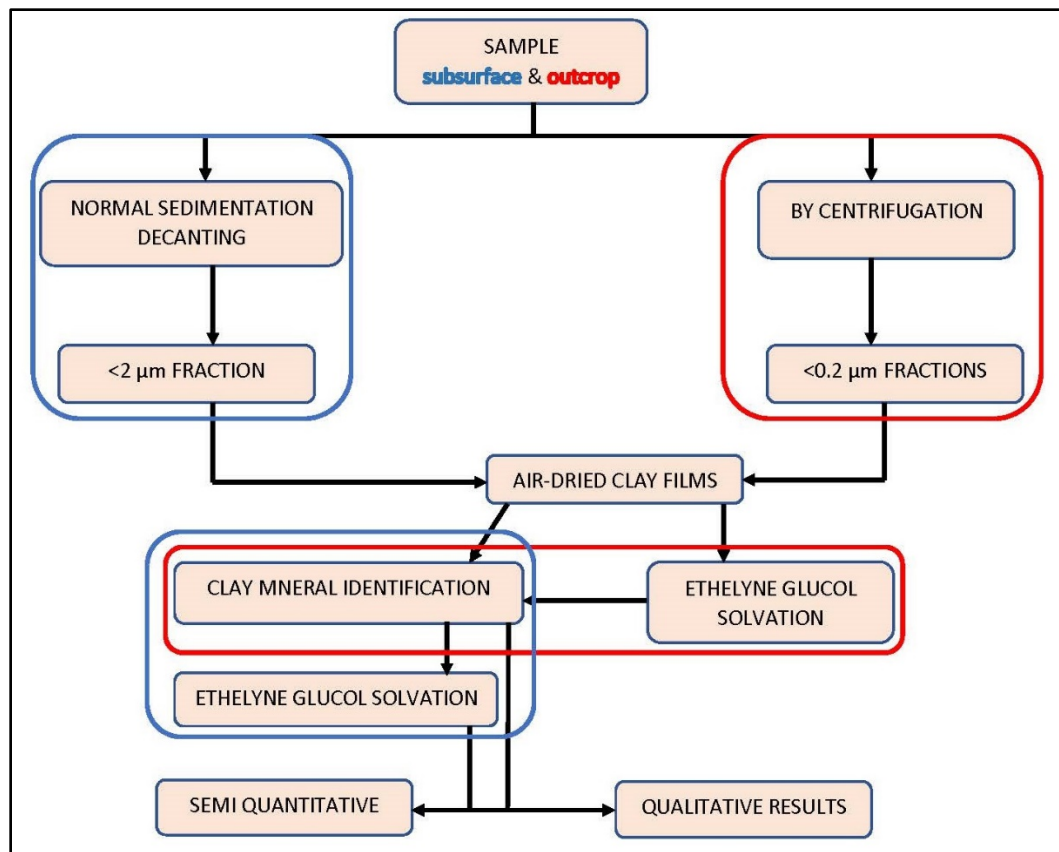 SAMPLE
subsurface & outcrop
NORMAL SEDIMENTATION
DECANTING
BY CENTRIFUGATION
<2 µm FRACTION
<0.2 µm FRACTIONS
AIR-DRIED CLAY FILMS
CLAY MNERAL IDENTIFICATION
ETHELYNE GLUCOL
SOLVATION
ETHELYNE GLUCOL SOLVATION
SEMI QUANTITATIVE
QUALITATIVE RESULTS